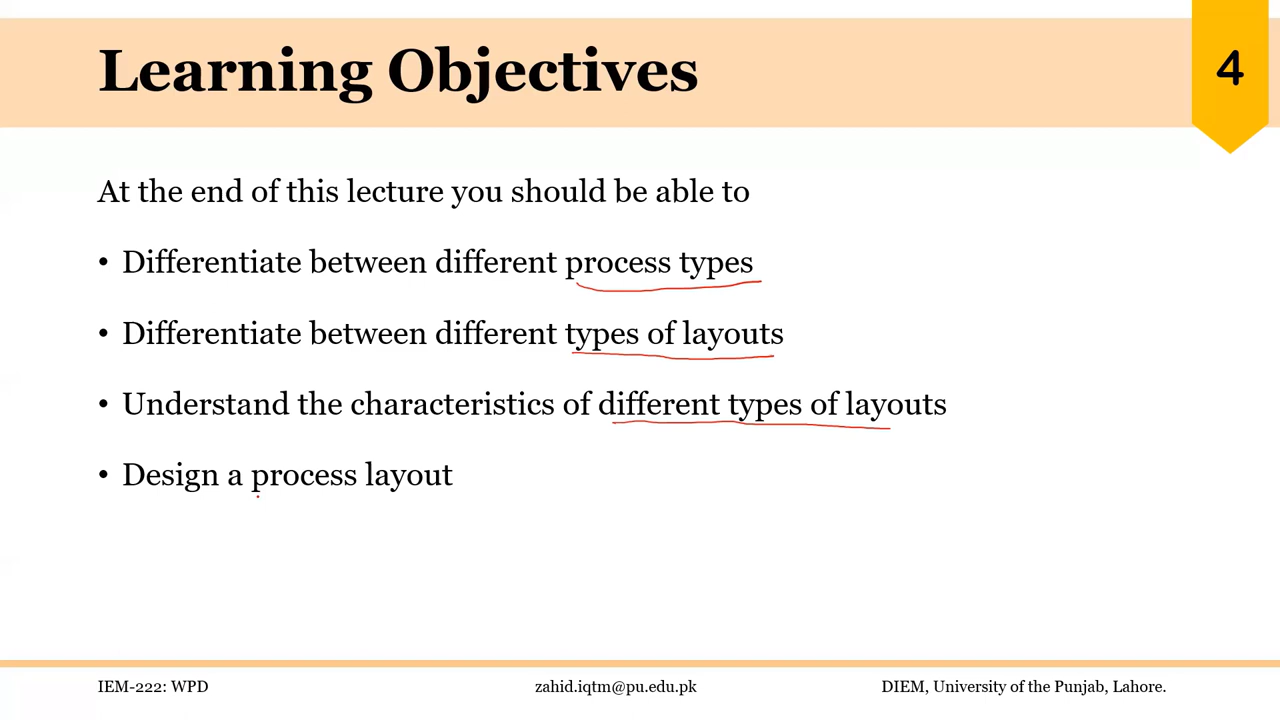 Learning Objectives
4
At the end of this lecture you should be able to
• Differentiate between different process types
• Differentiate between different types of layouts
• Understand the characteristics of different types of layouts
• Design a process layout
IEM-222: WPD
zahid.iqtm@pu.edu.pk
DIEM, University of the Punjab, Lahore.